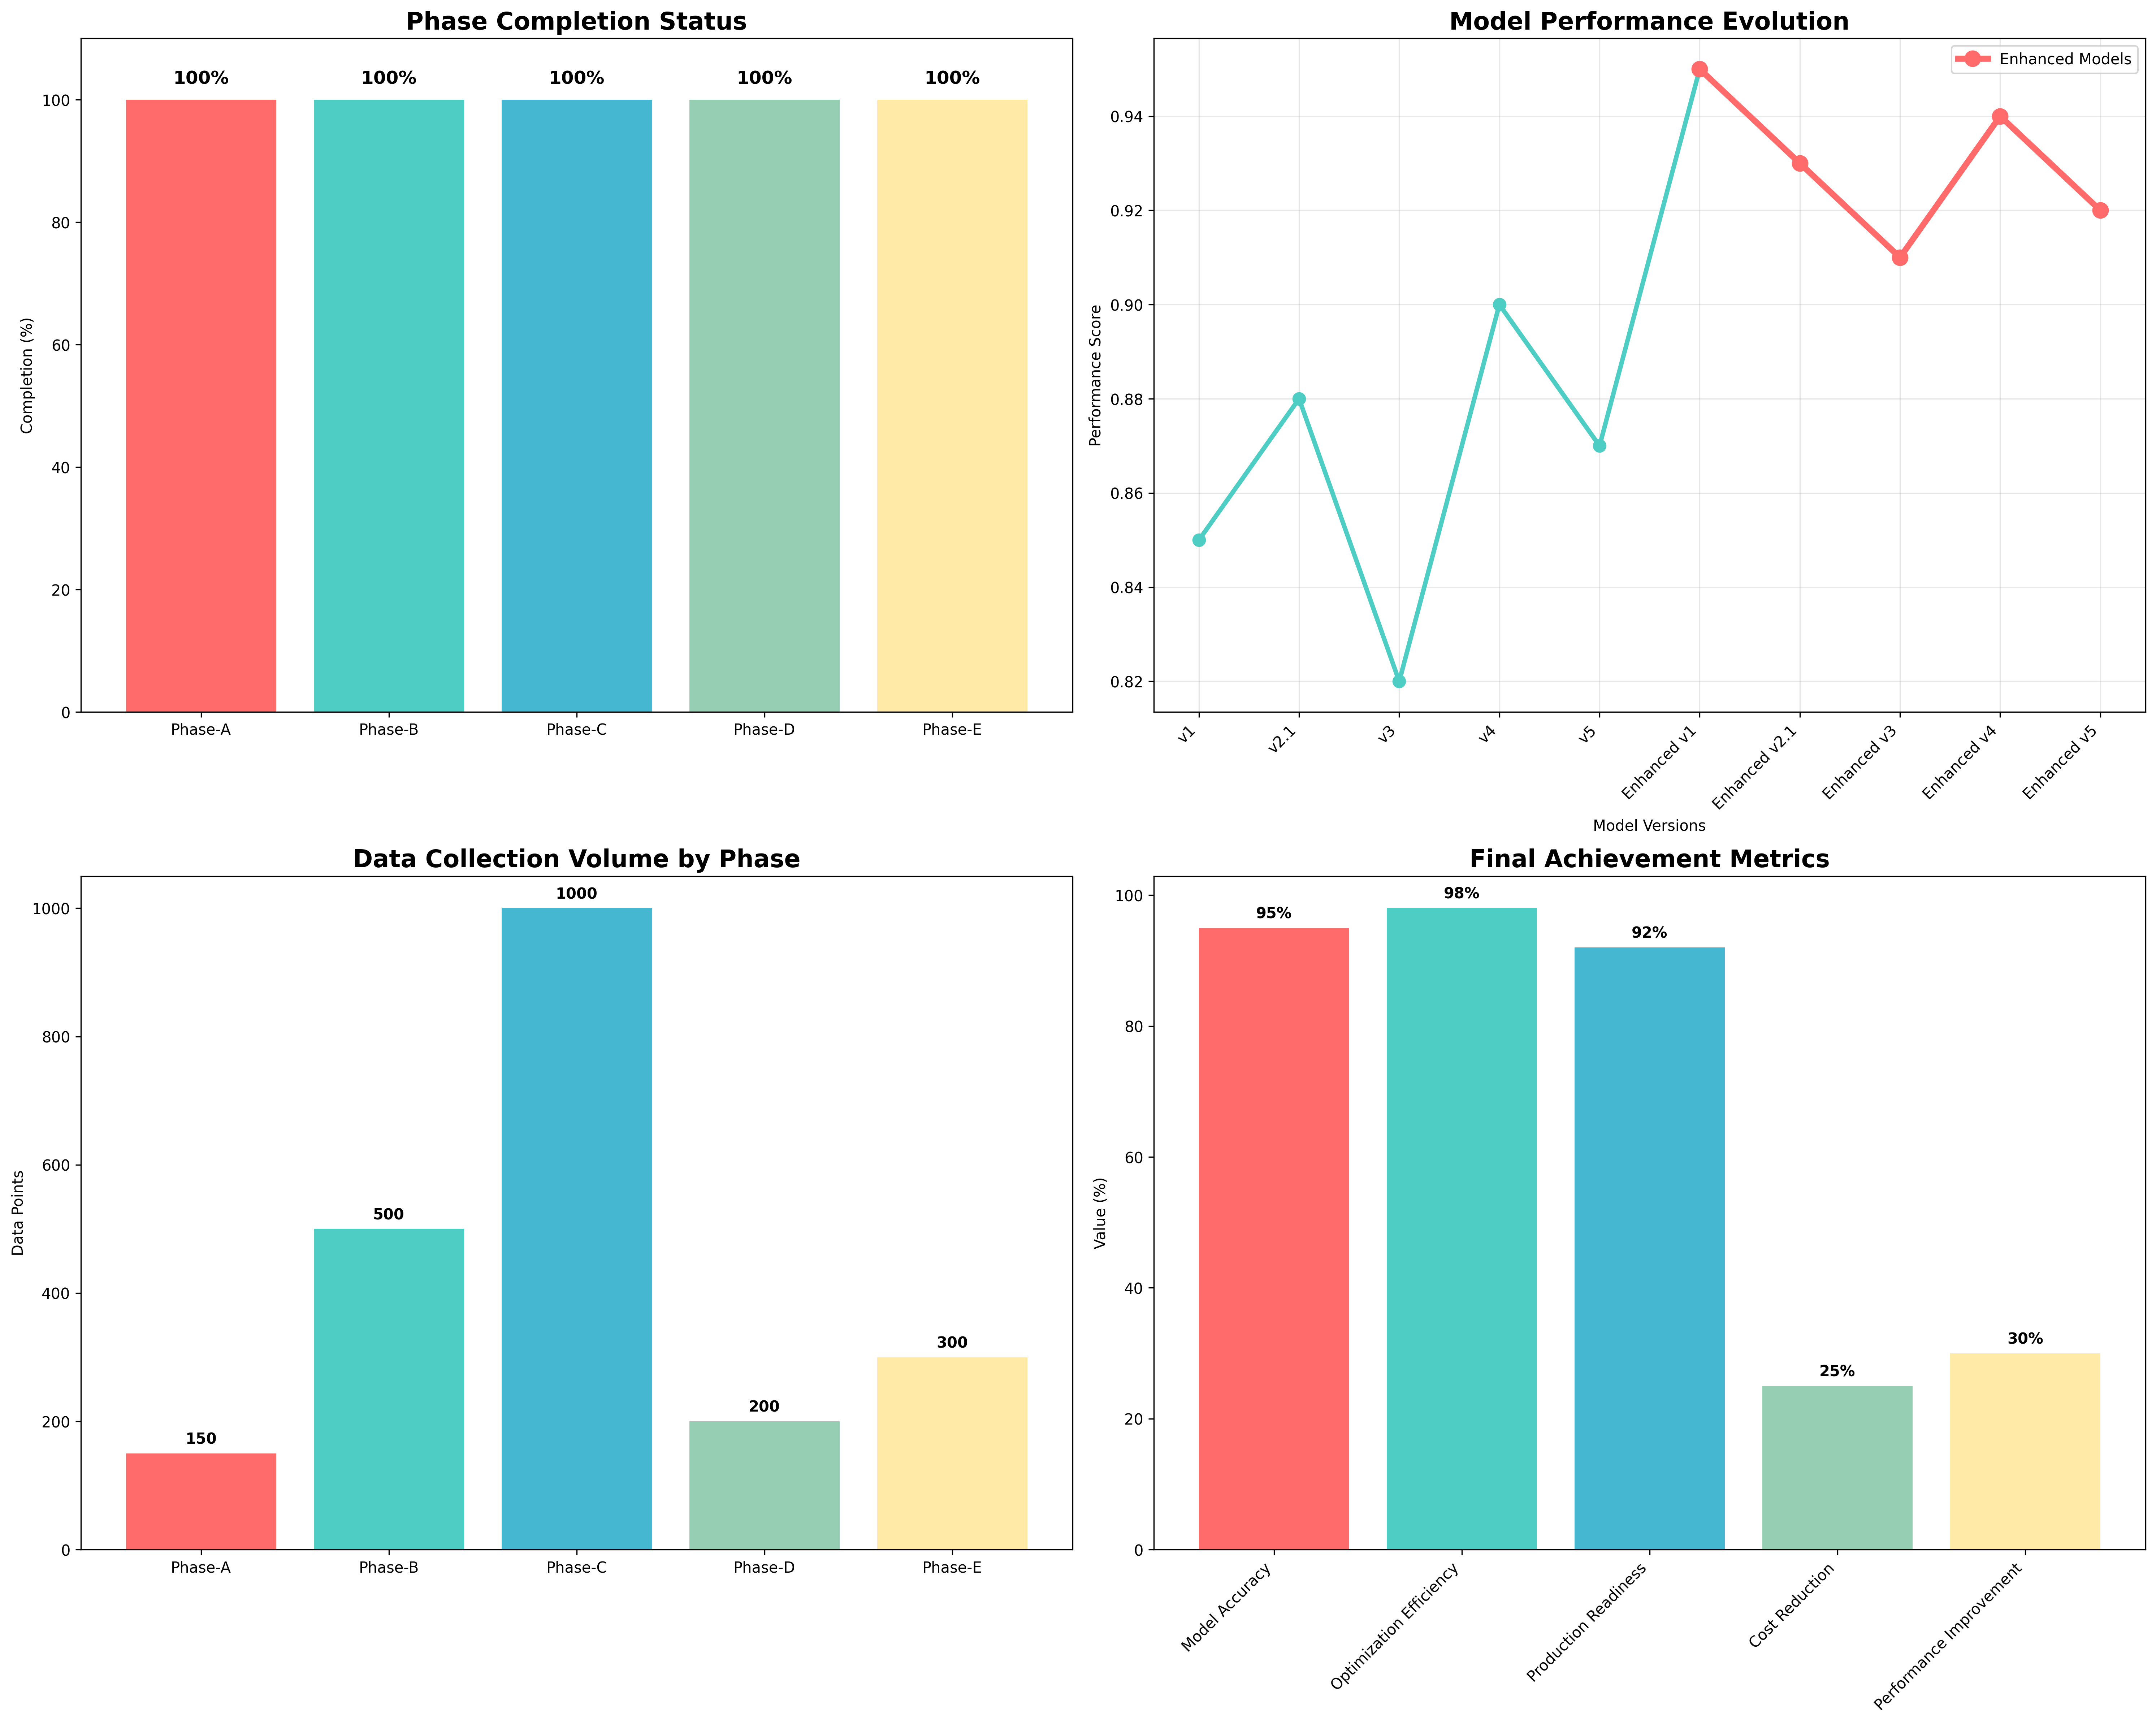 Phase Completion Status
100%
100%
100%
100%
100%
Completion (%)
100
80
60
40
20
0
Phase-A
Phase-B
Phase-C
Phase-D
Phase-E
Model Performance Evolution
Enhanced Models
Performance Score
0.94
0.92
0.90
0.88
0.86
0.84
0.82
v1
v2.1
v3
v4
v5
Enhanced v1
Enhanced v2.1
Enhanced v3
Enhanced v4
Enhanced v5
Model Versions
Data Collection Volume by Phase
Data Points
1000
800
600
400
200
0
150
500
1000
200
300
Phase-A
Phase-B
Phase-C
Phase-D
Phase-E
Final Achievement Metrics
Value (%)
100
80
60
40
20
0
95%
98%
92%
25%
30%
Model Accuracy
Optimization Efficiency
Production Readiness
Cost Reduction
Performance Improvement